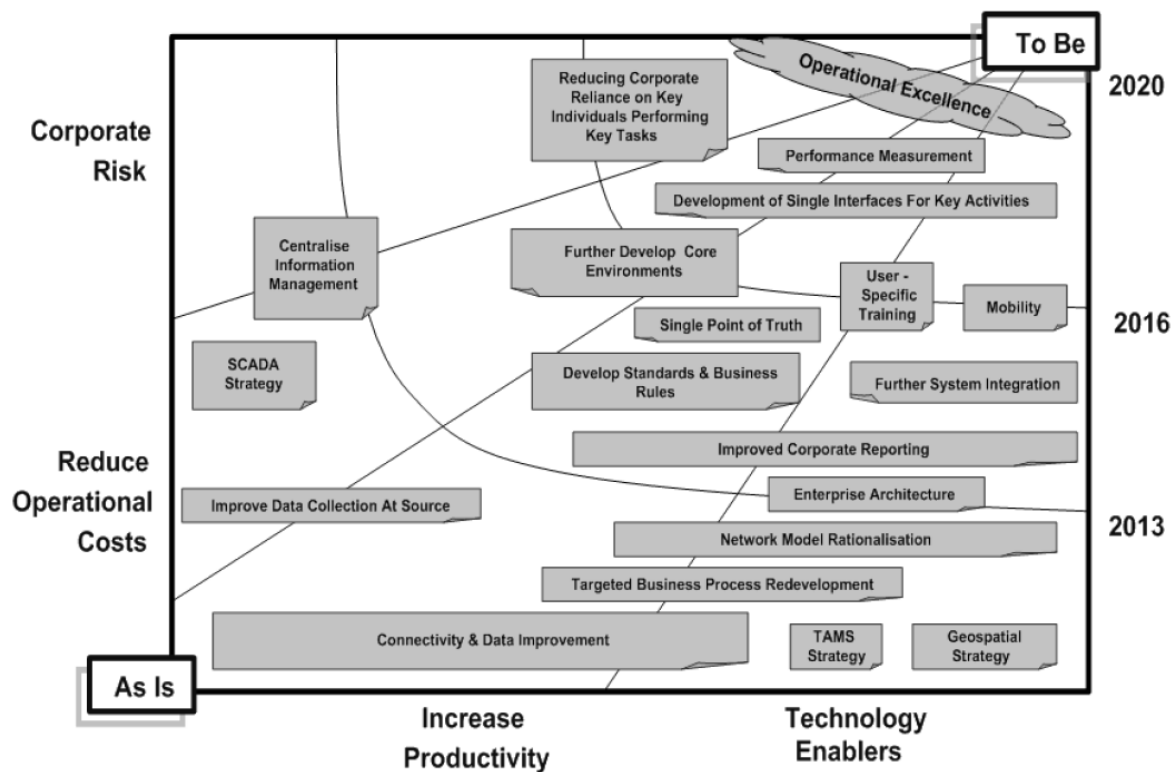 To Be
Operational Excellence
2020
Reducing Corporate
Reliance on Key
Individuals Performing
Key Tasks
Corporate
Risk
Performance Measurement
Development of Single Interfaces For Key Activities
Centralise
Information
Management
Further Develop Core
Environments
User -
Specific
Training
Mobility
2016
Single Point of Truth
SCADA
Strategy
Develop Standards & Business
Rules
Further System Integration
Improved Corporate Reporting
Reduce
Operational
Costs
Improve Data Collection At Source
Enterprise Architecture
2013
Network Model Rationalisation
Targeted Business Process Redevelopment
Connectivity & Data Improvement
TAMS
Strategy
Geospatial
Strategy
As Is
Increase
Productivity
Technology
Enablers